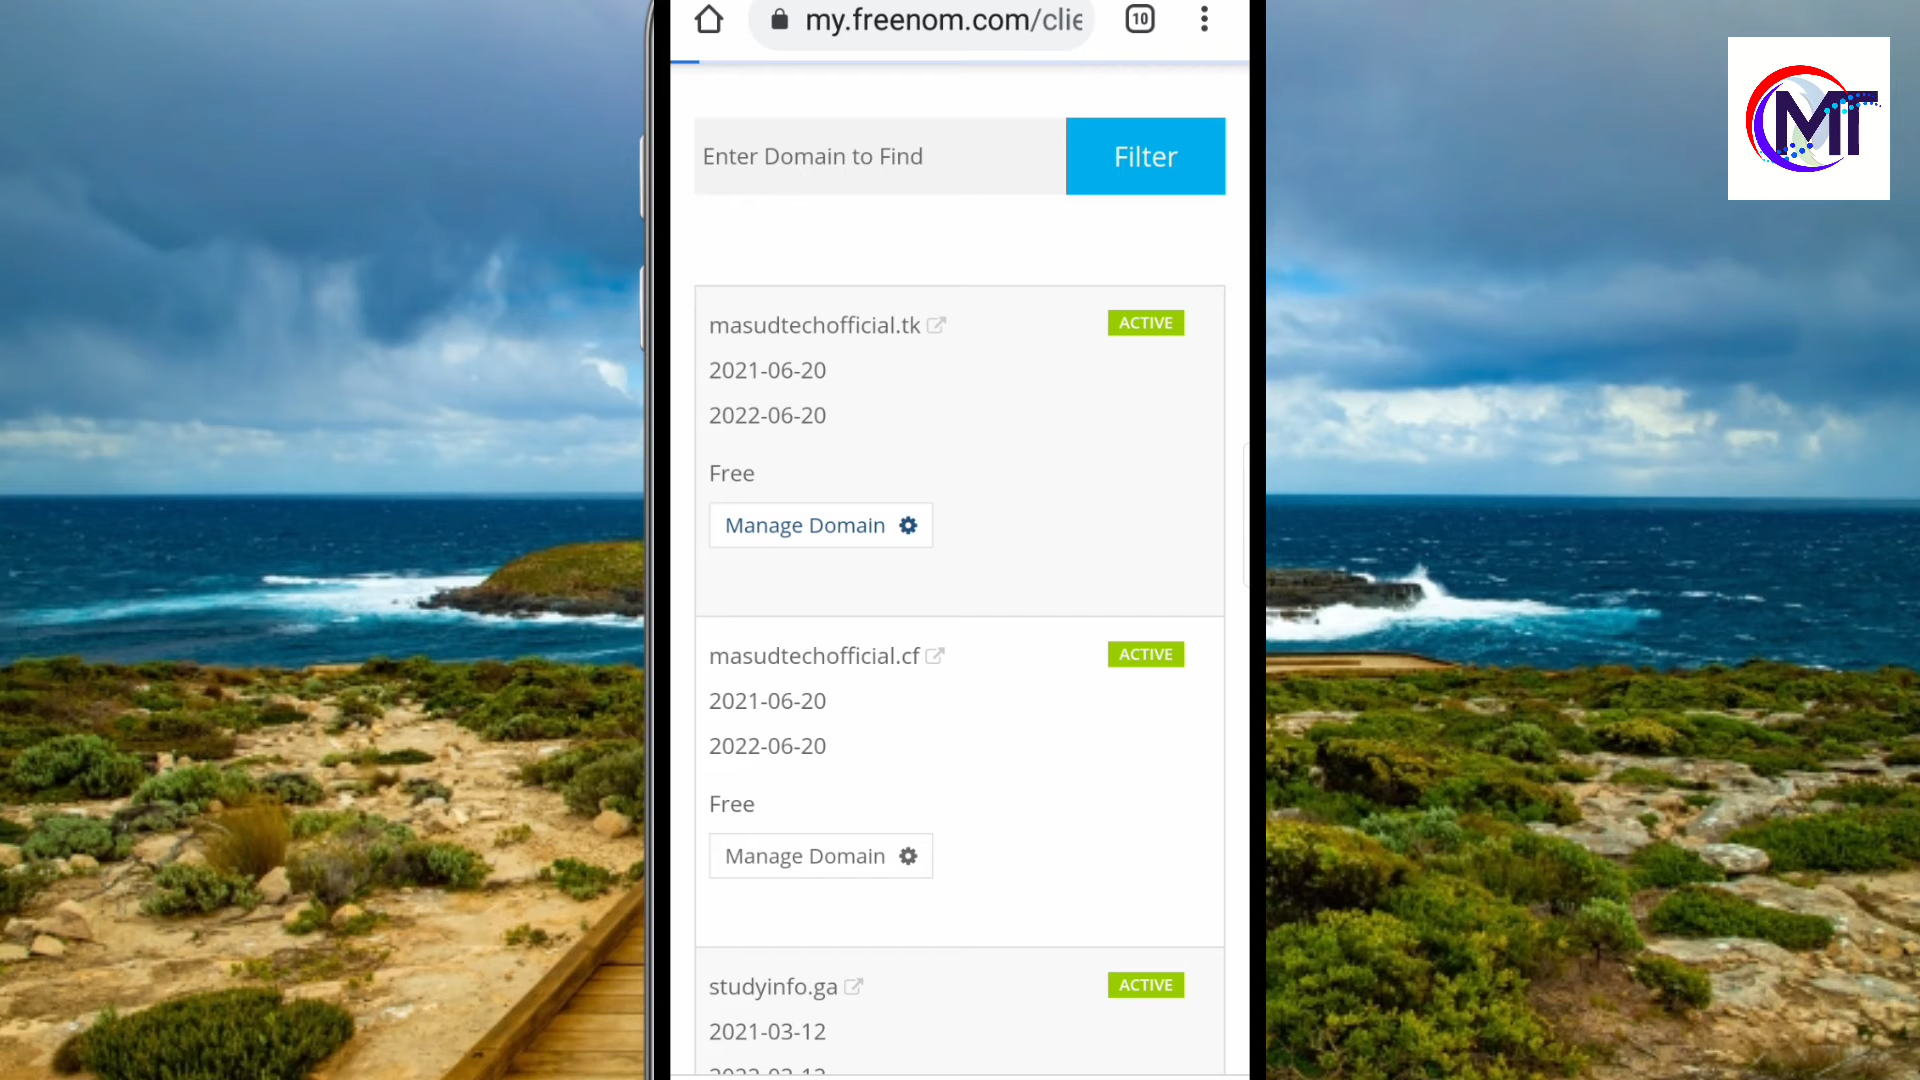 my.freenom.com/clie
10
MT
Enter Domain to Find
Filter
masudtechofficial.tk
ACTIVE
2021-06-20
2022-06-20
Free
Manage Domain
masudtechofficial.cf
ACTIVE
2021-06-20
2022-06-20
Free
Manage Domain
studyinfo.ga
ACTIVE
2021-03-12